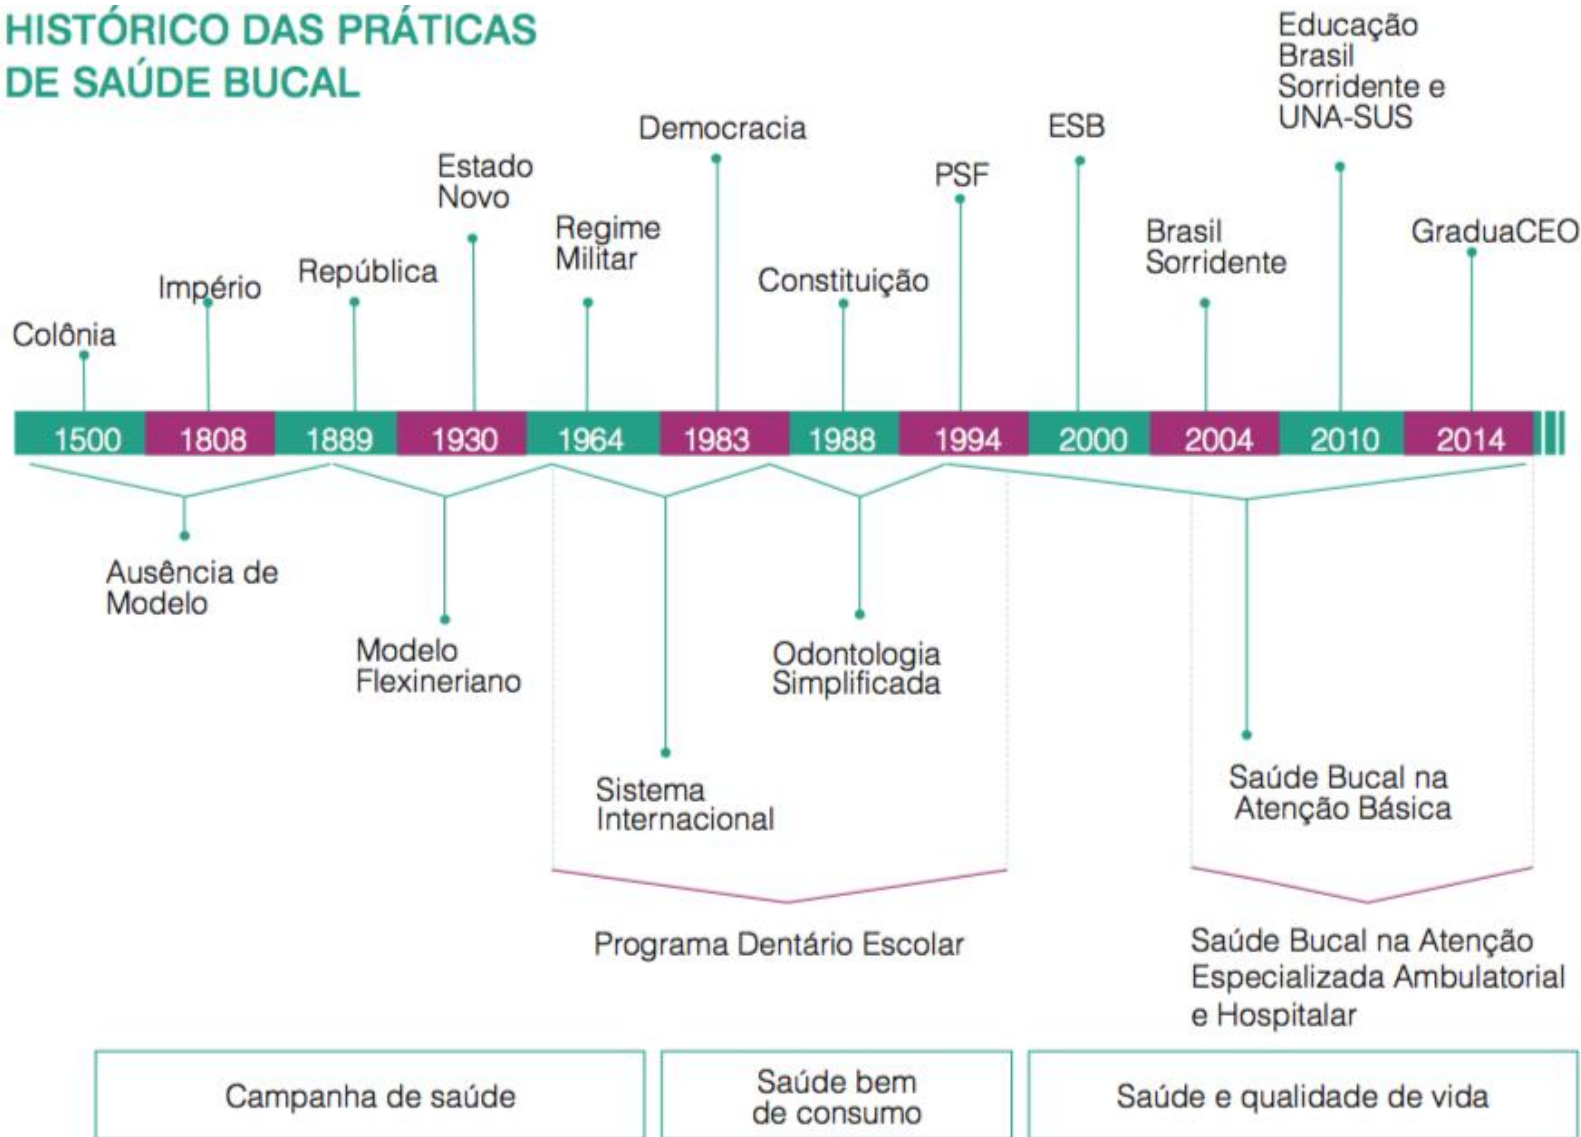 HISTÓRICO DAS PRÁTICAS
DE SAÚDE BUCAL
Colônia
Império
República
Estado
Novo
Regime
Militar
Democracia
Constituição
PSF
ESB
Brasil
Sorridente
Educação
Brasil
Sorridente e
UNA-SUS
GraduaCEO
1500
1808
1889
1930
1964
1983
1988
1994
2000
2004
2010
2014
Ausência de
Modelo
Modelo
Flexineriano
Sistema
Internacional
Odontologia
Simplificada
Saúde Bucal na
Atenção Básica
Programa Dentário Escolar
Saúde Bucal na Atenção
Especializada Ambulatorial
e Hospitalar
Campanha de saúde
Saúde bem
de consumo
Saúde e qualidade de vida